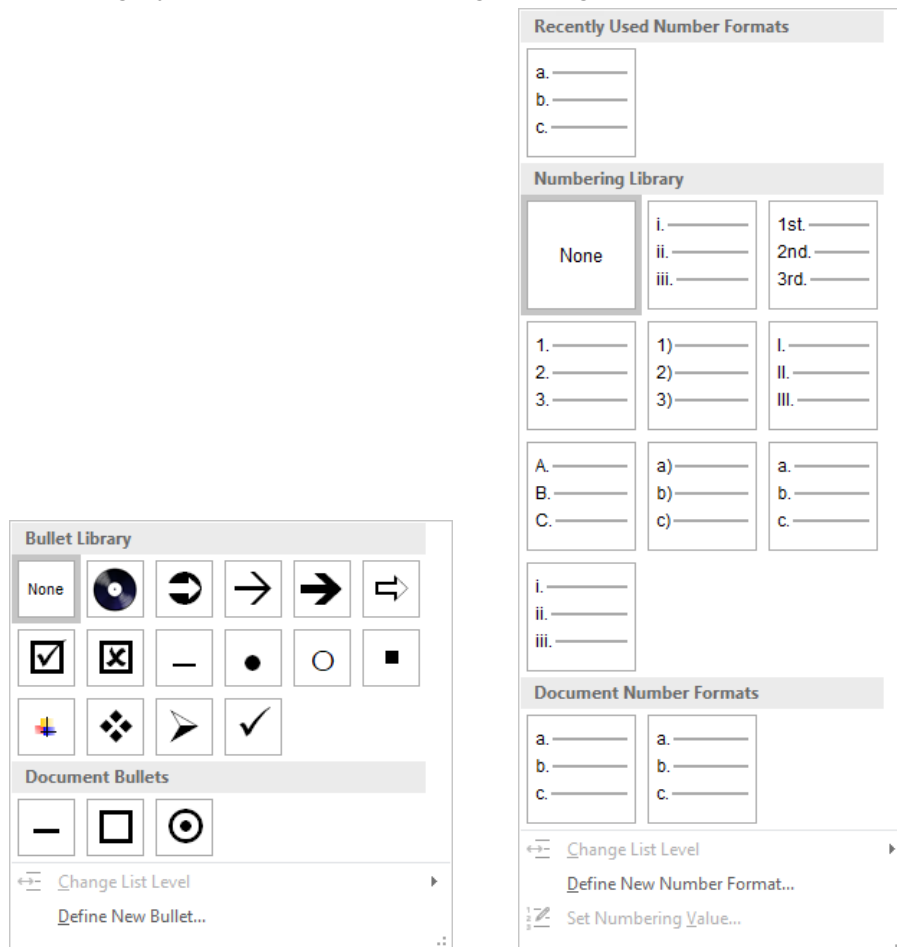 Recently Used Number Formats
a.
b.
c.
Numbering Library
None
i.
ii.
iii.
1st.
2nd.
3rd.
1.
2.
3.
1)
2)
3)
I.
II.
III.
A.
B.
C.
a)
b)
c)
a.
b.
c.
i.
ii.
iii.
Document Number Formats
a.
b.
c.
a.
b.
c.
Change List Level
Define New Number Format...
Set Numbering Value...
Bullet Library
None
Document Bullets
Change List Level
Define New Bullet...